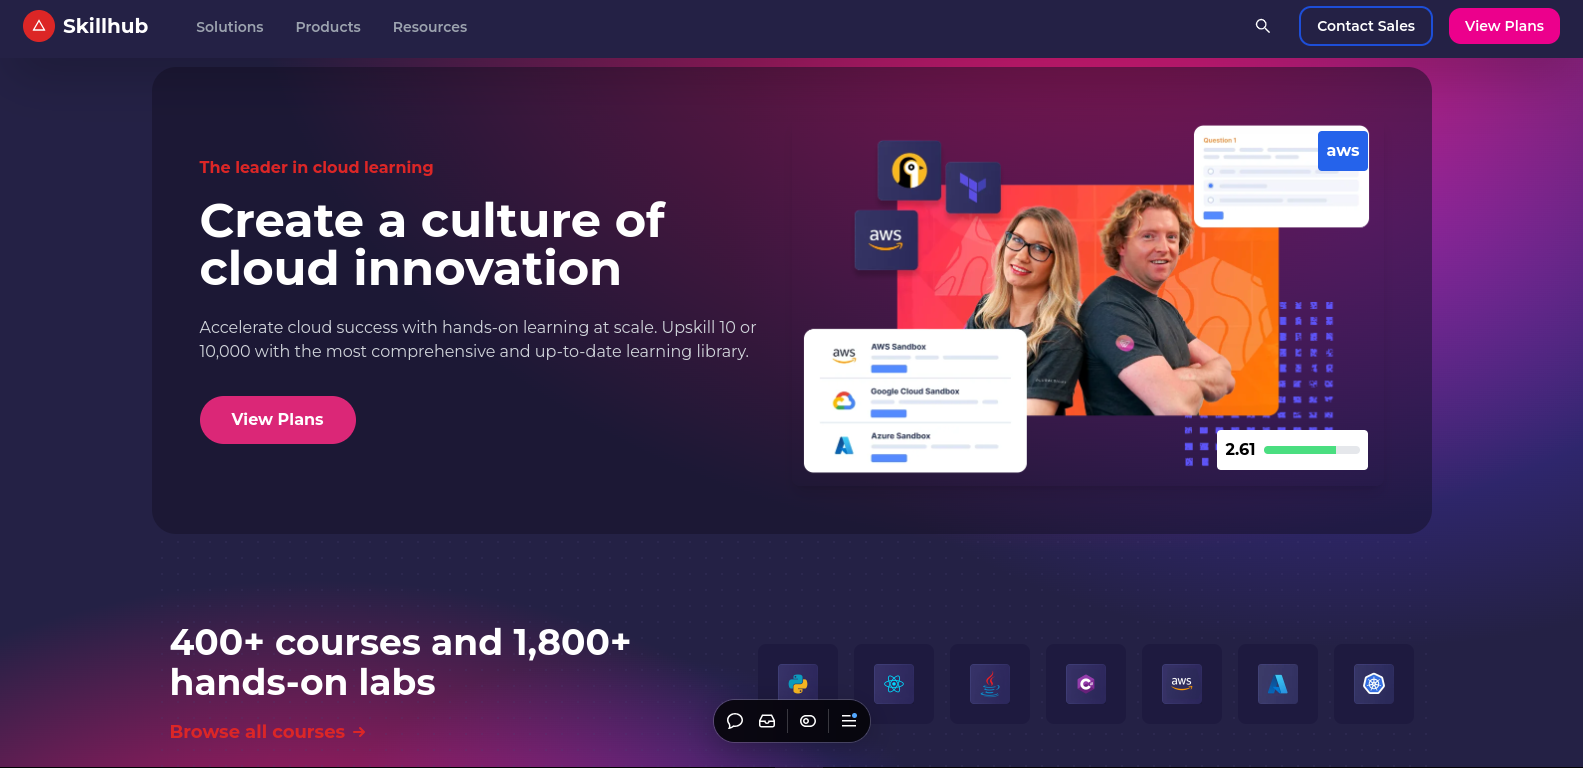 Skillhub
Solutions
Products
Resources
Contact Sales
View Plans
The leader in cloud learning
Create a culture of
cloud innovation
Accelerate cloud success with hands-on learning at scale. Upskill 10 or
10,000 with the most comprehensive and up-to-date learning library.
View Plans
aws
Question 1
aws
aws
AWS Sandbox
Google Cloud Sandbox
Azure Sandbox
2.61
400+ courses and 1,800+
hands-on labs
Browse all courses →
aws